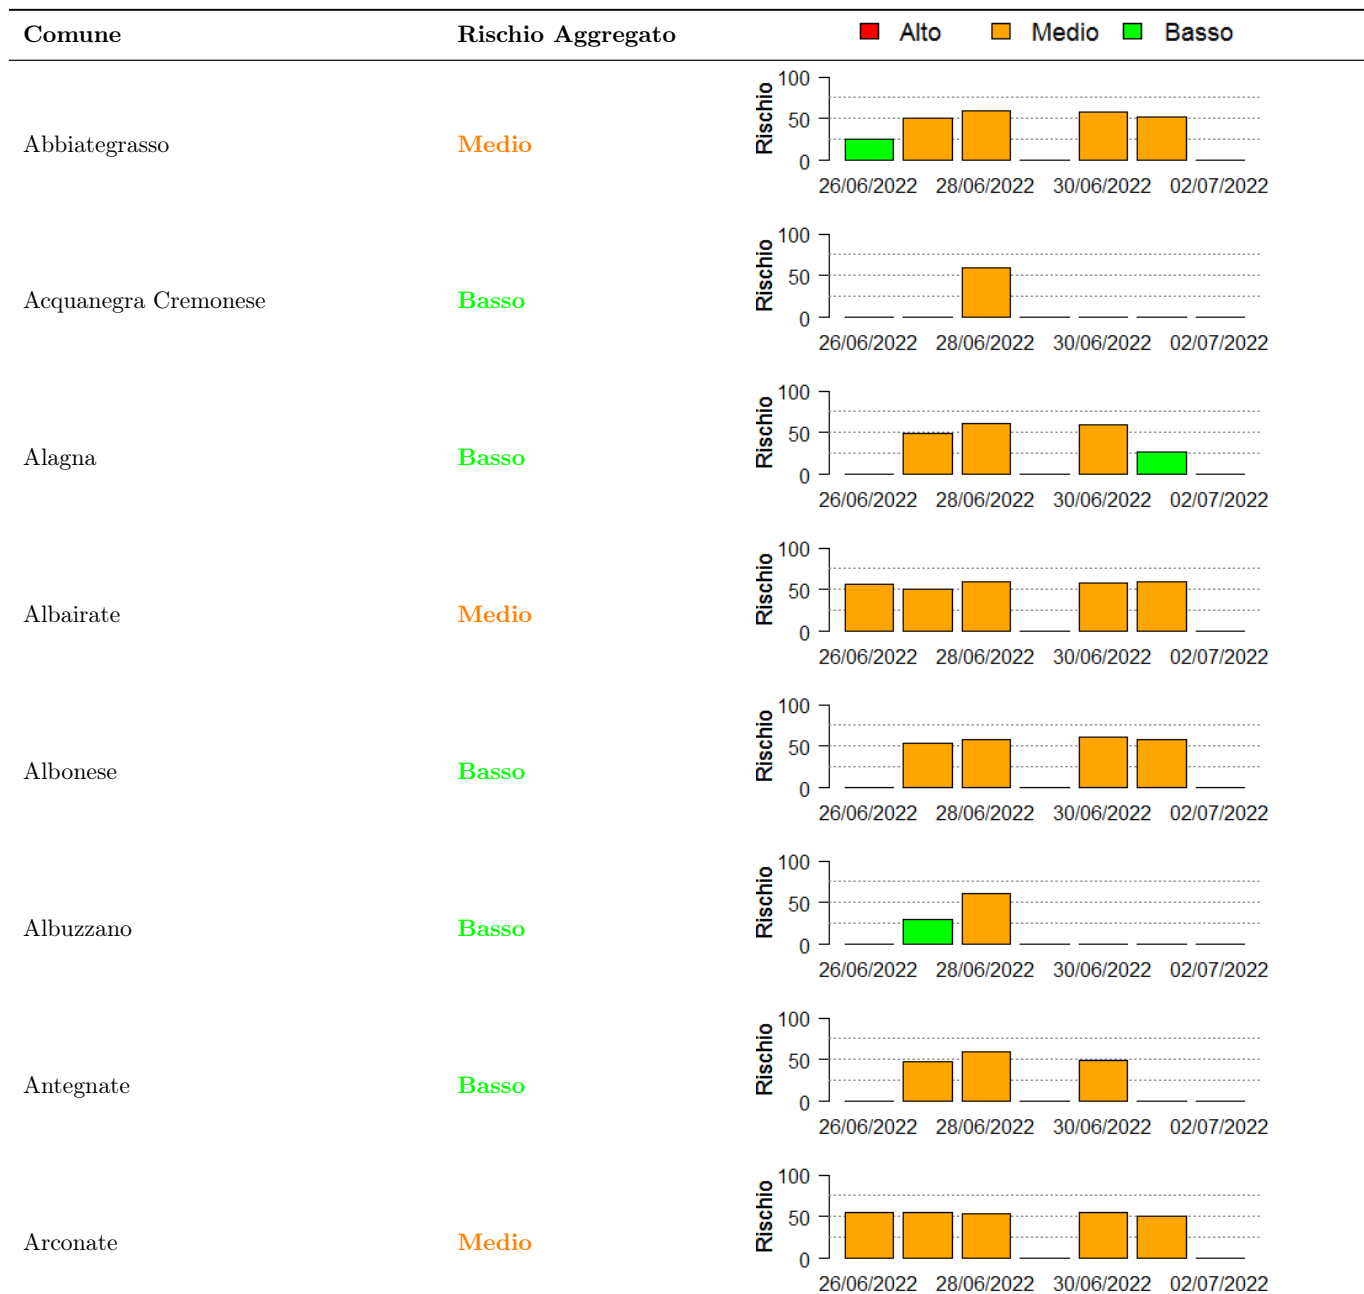 Comune Rischio Aggregato Alto Medio Basso
Rischio
100
50
0
26/06/2022 28/06/2022 30/06/2022 02/07/2022
Abbiategrasso Medio
Rischio
100
50
0
26/06/2022 28/06/2022 30/06/2022 02/07/2022
Acquanegra Cremonese Basso
Rischio
100
50
0
26/06/2022 28/06/2022 30/06/2022 02/07/2022
Alagna Basso
Rischio
100
50
0
26/06/2022 28/06/2022 30/06/2022 02/07/2022
Albairate Medio
Rischio
100
50
0
26/06/2022 28/06/2022 30/06/2022 02/07/2022
Albonese Basso
Rischio
100
50
0
26/06/2022 28/06/2022 30/06/2022 02/07/2022
Albuzzano Basso
Rischio
100
50
0
26/06/2022 28/06/2022 30/06/2022 02/07/2022
Antegnate Basso
Rischio
100
50
0
26/06/2022 28/06/2022 30/06/2022 02/07/2022
Arconate Medio